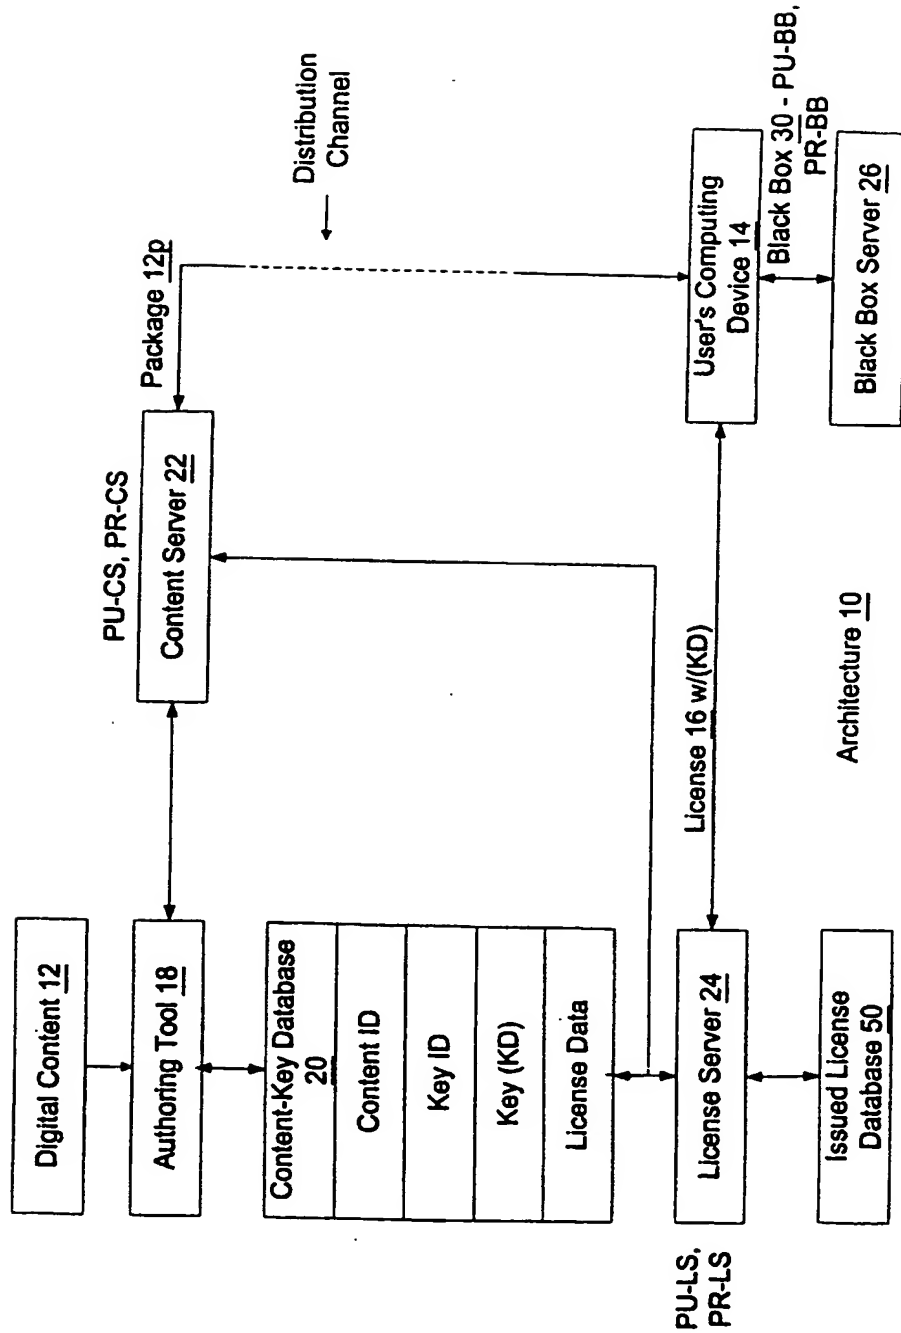 Digital Content 12
Authoring Tool 18
Content-Key Database
20
Content ID
Key ID
Key (KD)
License Data
PU-LS,
PR-LS
License Server 24
Issued License
Database 50
PU-CS, PR-CS
Content Server 22
Package 12p
Distribution
Channel
License 16 w/(KD)
User's Computing
Device 14
Black Box 30 - PU-BB,
PR-BB
Black Box Server 26
Architecture 10